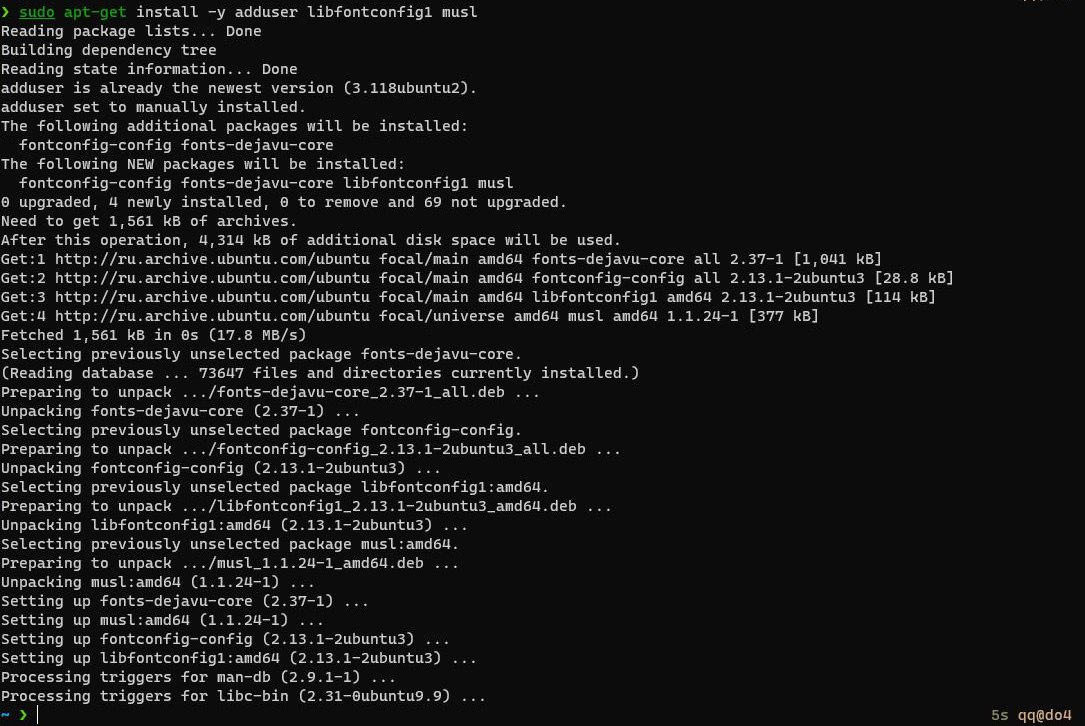 ❯ sudo apt-get install -y adduser libfontconfig1 musl
Reading package lists... Done
Building dependency tree
Reading state information... Done
adduser is already the newest version (3.118ubuntu2).
adduser set to manually installed.
The following additional packages will be installed:
  fontconfig-config fonts-dejavu-core
The following NEW packages will be installed:
  fontconfig-config fonts-dejavu-core libfontconfig1 musl
0 upgraded, 4 newly installed, 0 to remove and 69 not upgraded.
Need to get 1,561 kB of archives.
After this operation, 4,314 kB of additional disk space will be used.
Get:1 http://ru.archive.ubuntu.com/ubuntu focal/main amd64 fonts-dejavu-core all 2.37-1 [1,041 kB]
Get:2 http://ru.archive.ubuntu.com/ubuntu focal/main amd64 fontconfig-config all 2.13.1-2ubuntu3 [28.8 kB]
Get:3 http://ru.archive.ubuntu.com/ubuntu focal/main amd64 libfontconfig1 amd64 2.13.1-2ubuntu3 [114 kB]
Get:4 http://ru.archive.ubuntu.com/ubuntu focal/universe amd64 musl amd64 1.1.24-1 [377 kB]
Fetched 1,561 kB in 0s (17.8 MB/s)
Selecting previously unselected package fonts-dejavu-core.
(Reading database ... 73647 files and directories currently installed.)
Preparing to unpack .../fonts-dejavu-core_2.37-1_all.deb ...
Unpacking fonts-dejavu-core (2.37-1) ...
Selecting previously unselected package fontconfig-config.
Preparing to unpack .../fontconfig-config_2.13.1-2ubuntu3_all.deb ...
Unpacking fontconfig-config (2.13.1-2ubuntu3) ...
Selecting previously unselected package libfontconfig1:amd64.
Preparing to unpack .../libfontconfig1_2.13.1-2ubuntu3_amd64.deb ...
Unpacking libfontconfig1:amd64 (2.13.1-2ubuntu3) ...
Selecting previously unselected package musl:amd64.
Preparing to unpack .../musl_1.1.24-1_amd64.deb ...
Unpacking musl:amd64 (1.1.24-1) ...
Setting up fonts-dejavu-core (2.37-1) ...
Setting up musl:amd64 (1.1.24-1) ...
Setting up fontconfig-config (2.13.1-2ubuntu3) ...
Setting up libfontconfig1:amd64 (2.13.1-2ubuntu3) ...
Processing triggers for man-db (2.9.1-1) ...
Processing triggers for libc-bin (2.31-0ubuntu9.9) ...
~ ❯ 5s qq@do4